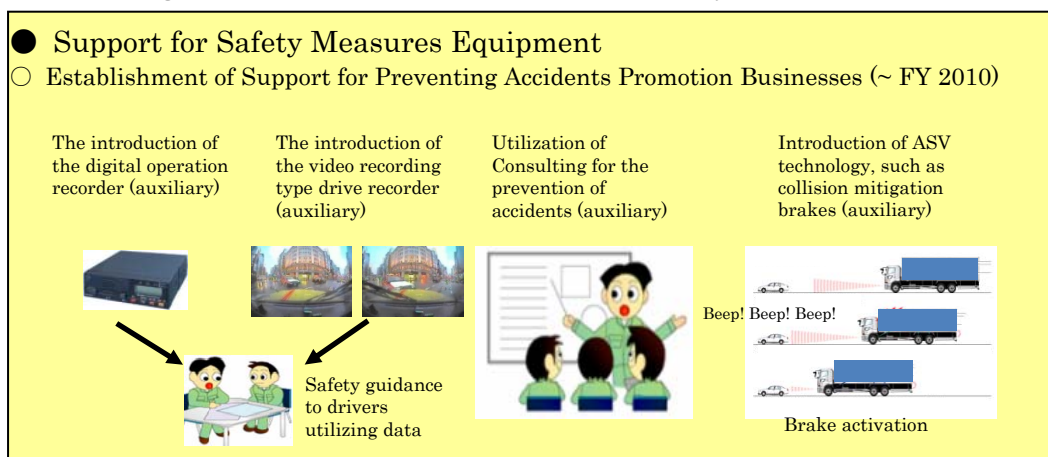 ● Support for Safety Measures Equipment
○ Establishment of Support for Preventing Accidents Promotion Businesses (~ FY 2010)
The introduction of
the digital operation
recorder (auxiliary)
The introduction of
the video recording
type drive recorder
(auxiliary)
Utilization of
Consulting for the
prevention of
accidents (auxiliary)
Introduction of ASV
technology, such as
collision mitigation
brakes (auxiliary)
Beep! Beep! Beep!
Safety guidance
to drivers
utilizing data
Brake activation